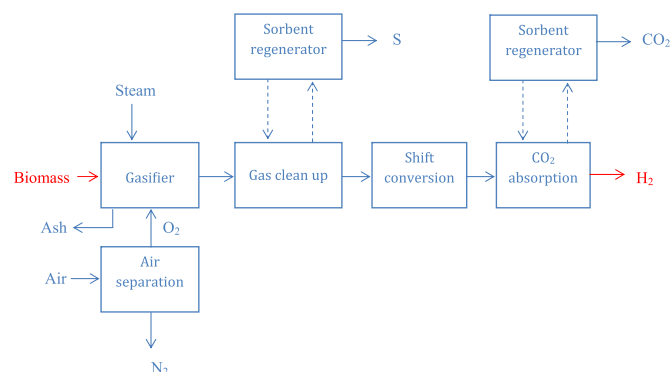 Sorbent
regenerator
S
Sorbent
regenerator
CO₂
Steam
Biomass
Gasifier
Gas clean up
Shift
conversion
CO₂
absorption
H₂
Ash
O₂
Air
Air
separation
N₂